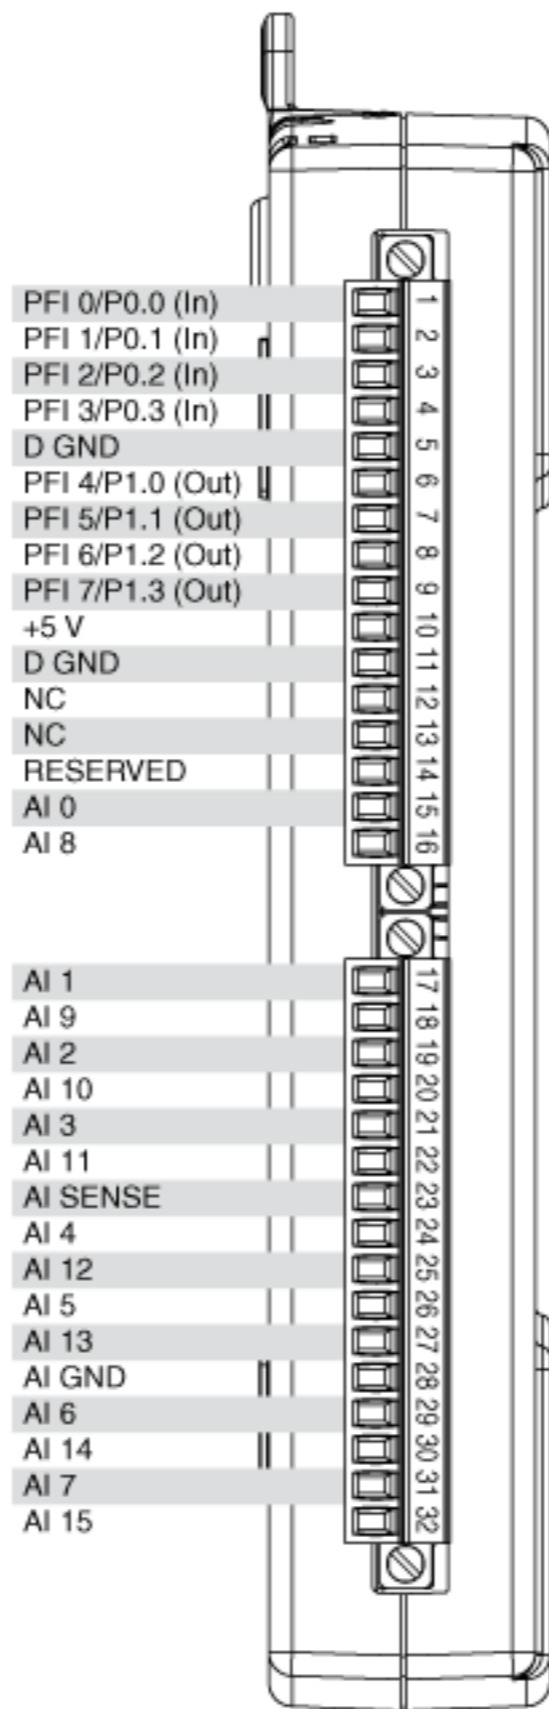 PFI 0/P0.0 (In) 1
PFI 1/P0.1 (In) 2
PFI 2/P0.2 (In) 3
PFI 3/P0.3 (In) 4
D GND 5
PFI 4/P1.0 (Out) 6
PFI 5/P1.1 (Out) 7
PFI 6/P1.2 (Out) 8
PFI 7/P1.3 (Out) 9
+5 V 10
D GND 11
NC 12
NC 13
RESERVED 14
AI 0 15
AI 8 16
AI 1 17
AI 9 18
AI 2 19
AI 10 20
AI 3 21
AI 11 22
AI SENSE 23
AI 4 24
AI 12 25
AI 5 26
AI 13 27
AI GND 28
AI 6 29
AI 14 30
AI 7 31
AI 15 32